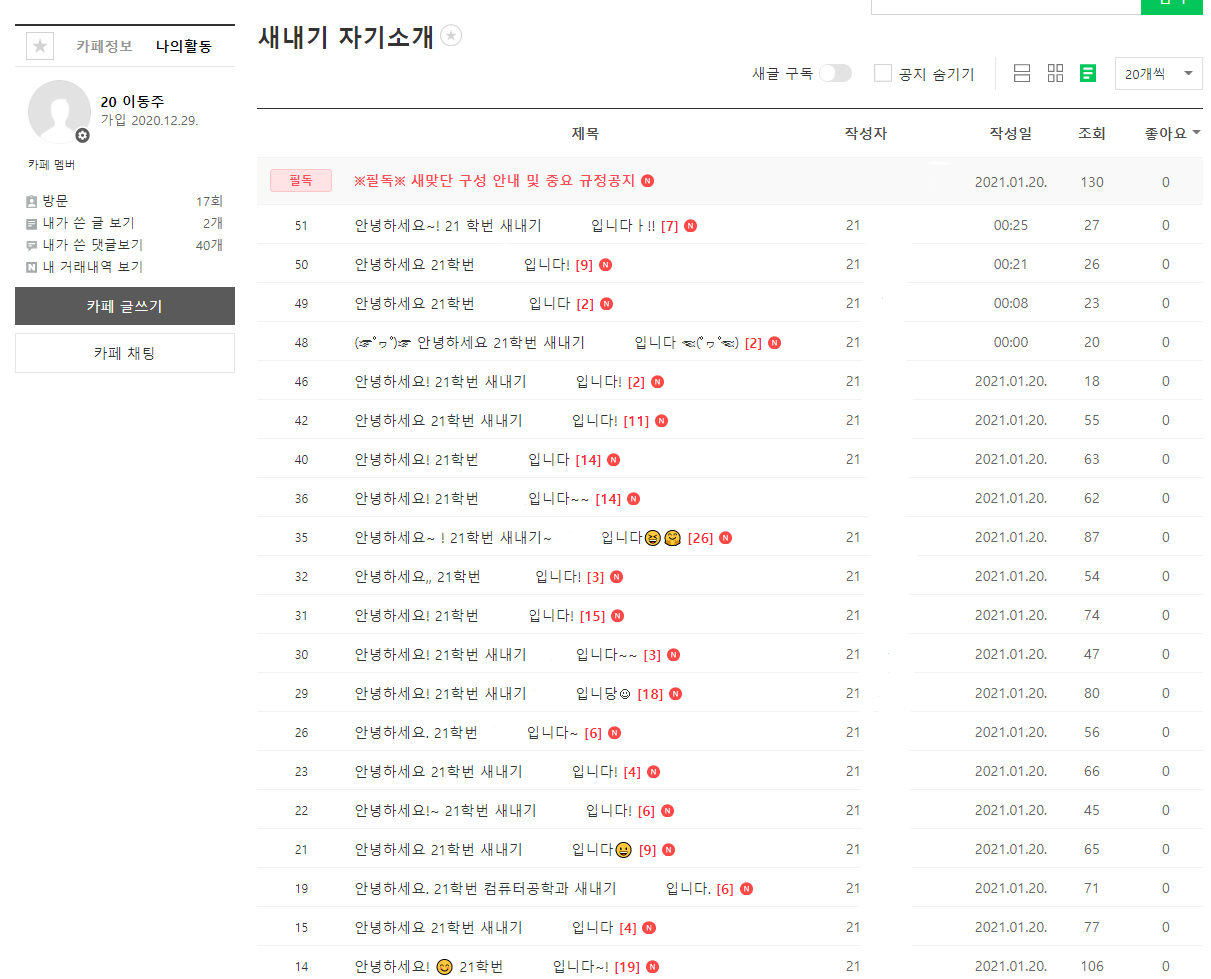 카페정보 나의활동
20 이동주
가입 2020.12.29.
카페 멤버
방문 17회
내가 쓴 글 보기 2개
내가 쓴 댓글보기 40개
내 거래내역 보기
카페 글쓰기
카페 채팅
새내기 자기소개
새글 구독 공지 숨기기 20개씩
제목 작성자 작성일 조회 좋아요
필독 ※필독※ 새맞단 구성 안내 및 중요 규정공지 N 2021.01.20. 130 0
51 안녕하세요~! 21 학번 새내기 입니다ㅏ!! [7] N 21 00:25 27 0
50 안녕하세요 21학번 입니다! [9] N 21 00:21 26 0
49 안녕하세요 21학번 입니다 [2] N 21 00:08 23 0
48 (☞ﾟヮﾟ)☞ 안녕하세요 21학번 새내기 입니다 ☜(ﾟヮﾟ☜) [2] N 21 00:00 20 0
46 안녕하세요! 21학번 새내기 입니다! [2] N 21 2021.01.20. 18 0
42 안녕하세요 21학번 새내기 입니다! [11] N 21 2021.01.20. 55 0
40 안녕하세요! 21학번 입니다 [14] N 21 2021.01.20. 63 0
36 안녕하세요! 21학번 입니다~~ [14] N 2021.01.20. 62 0
35 안녕하세요~ ! 21학번 새내기~ 입니다😆🤗 [26] N 21 2021.01.20. 87 0
32 안녕하세요,, 21학번 입니다! [3] N 21 2021.01.20. 54 0
31 안녕하세요! 21학번 입니다! [15] N 21 2021.01.20. 74 0
30 안녕하세요! 21학번 새내기 입니다~~ [3] N 21 2021.01.20. 47 0
29 안녕하세요! 21학번 새내기 입니당☺ [18] N 21 2021.01.20. 80 0
26 안녕하세요. 21학번 입니다~ [6] N 21 2021.01.20. 56 0
23 안녕하세요 21학번 새내기 입니다! [4] N 21 2021.01.20. 66 0
22 안녕하세요!~ 21학번 새내기 입니다! [6] N 21 2021.01.20. 45 0
21 안녕하세요 21학번 새내기 입니다😀 [9] N 21 2021.01.20. 65 0
19 안녕하세요. 21학번 컴퓨터공학과 새내기 입니다. [6] N 21 2021.01.20. 71 0
15 안녕하세요 21학번 새내기 입니다 [4] N 21 2021.01.20. 77 0
14 안녕하세요! 😊 21학번 입니다~! [19] N 21 2021.01.20. 106 0